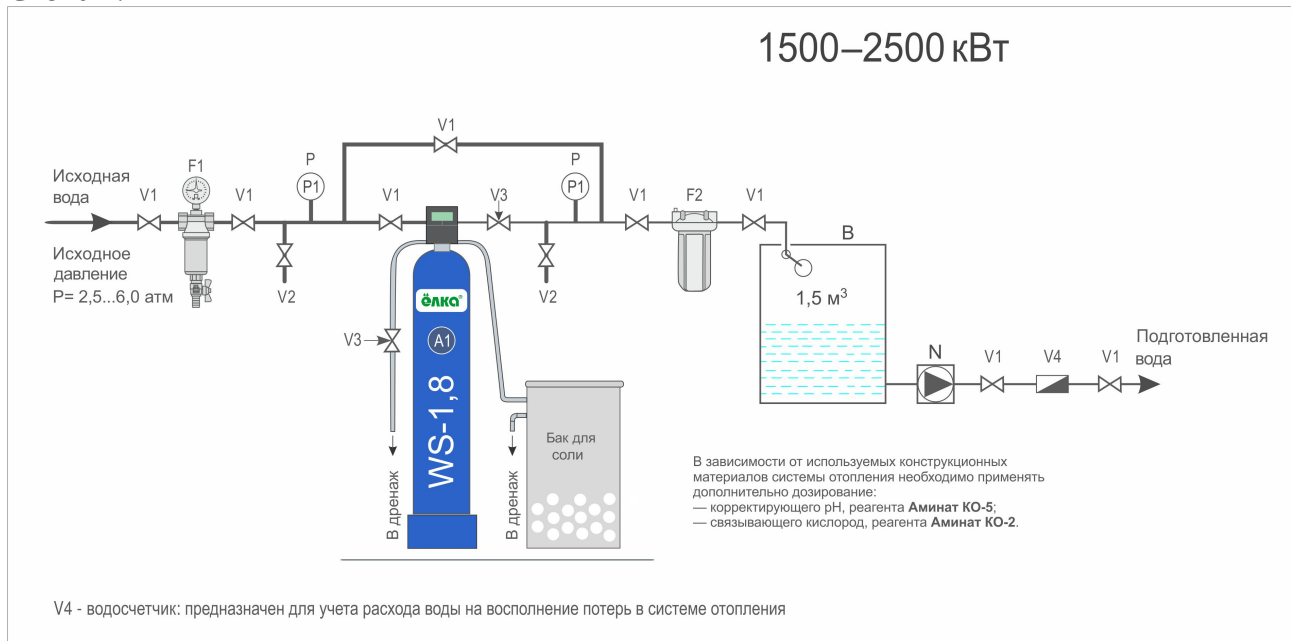 1500–2500 кВт
V1
Исходная
вода
F1
V1
V1
P
P1
V1
V3
P
P1
V1
F2
V1
Исходное
давление
P= 2,5...6,0 атм
V2
V2
B
1,5 м³
ёлка®
A1
WS-1,8
V3
В дренаж
В дренаж
Бак для
соли
N
V1
V4
V1
Подготовленная
вода
В зависимости от используемых конструкционных
материалов системы отопления необходимо применять
дополнительно дозирование:
— корректирующего pH, реагента Аминат КО-5;
— связывающего кислород, реагента Аминат КО-2.
V4 - водосчетчик: предназначен для учета расхода воды на восполнение потерь в системе отопления